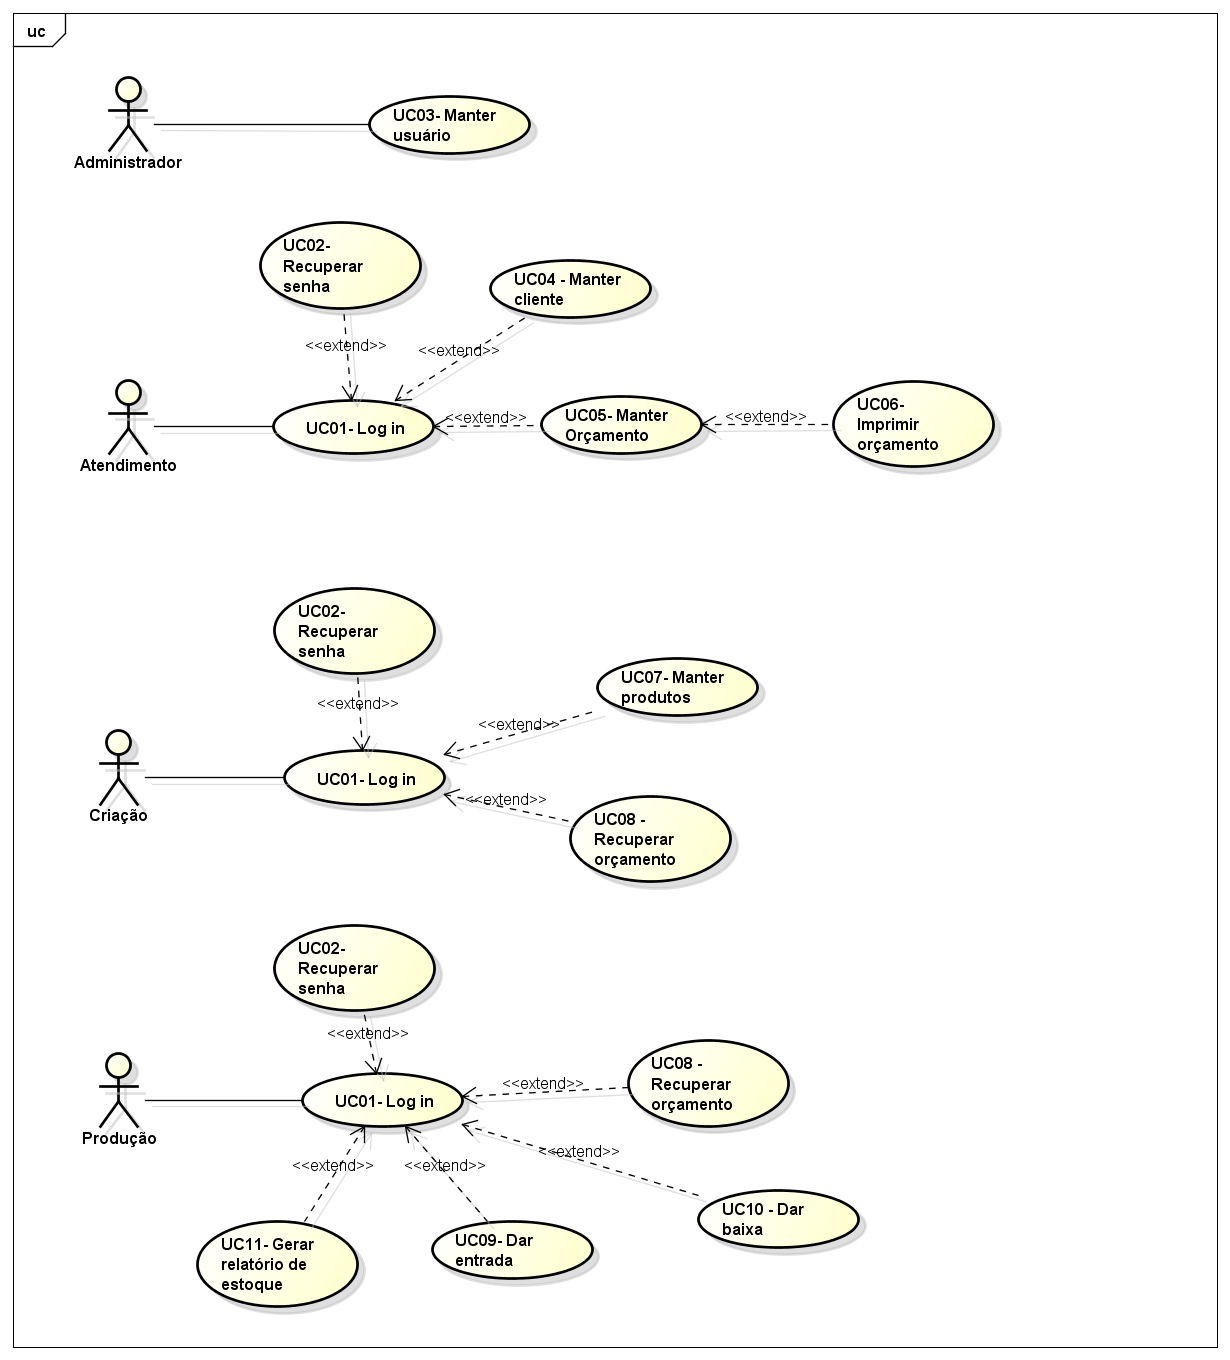 uc
UC03- Manter
usuário
Administrador
UC02-
Recuperar
senha
UC04 - Manter
cliente
<<extend>>
<<extend>>
UC01- Log in
<<extend>>
UC05- Manter
Orçamento
<<extend>>
UC06-
Imprimir
orçamento
Atendimento
UC02-
Recuperar
senha
UC07- Manter
produtos
<<extend>>
<<extend>>
UC01- Log in
<<extend>>
Criação
UC08 -
Recuperar
orçamento
UC02-
Recuperar
senha
<<extend>>
UC08 -
Recuperar
orçamento
<<extend>>
UC01- Log in
Produção
<<extend>>
<<extend>>
<<extend>>
UC10 - Dar
baixa
UC11- Gerar
relatório de
estoque
UC09- Dar
entrada